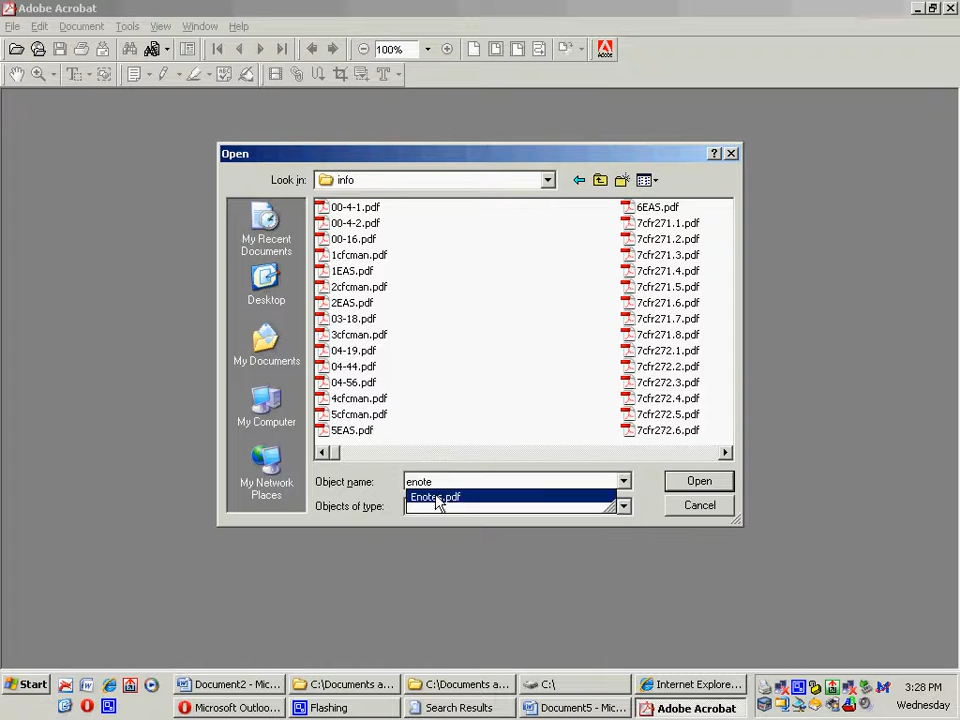 Adobe Acrobat
File Edit Document Tools View Window Help
100%
Open
Look in: info
My Recent Documents
Desktop
My Documents
My Computer
My Network Places
00-4-1.pdf
00-4-2.pdf
00-16.pdf
1cfcman.pdf
1EAS.pdf
2cfcman.pdf
2EAS.pdf
03-18.pdf
3cfcman.pdf
04-19.pdf
04-44.pdf
04-56.pdf
4cfcman.pdf
5cfcman.pdf
5EAS.pdf
6EAS.pdf
7cfr271.1.pdf
7cfr271.2.pdf
7cfr271.3.pdf
7cfr271.4.pdf
7cfr271.5.pdf
7cfr271.6.pdf
7cfr271.7.pdf
7cfr271.8.pdf
7cfr272.1.pdf
7cfr272.2.pdf
7cfr272.3.pdf
7cfr272.4.pdf
7cfr272.5.pdf
7cfr272.6.pdf
Object name: enote
Enotes.pdf
Objects of type:
Open
Cancel
Start
Document2 - Mic...
C:\Documents a...
C:\Documents a...
C:\
Internet Explore...
3:28 PM
Microsoft Outloo...
Flashing
Search Results
Document5 - Mi...
Adobe Acrobat
Wednesday